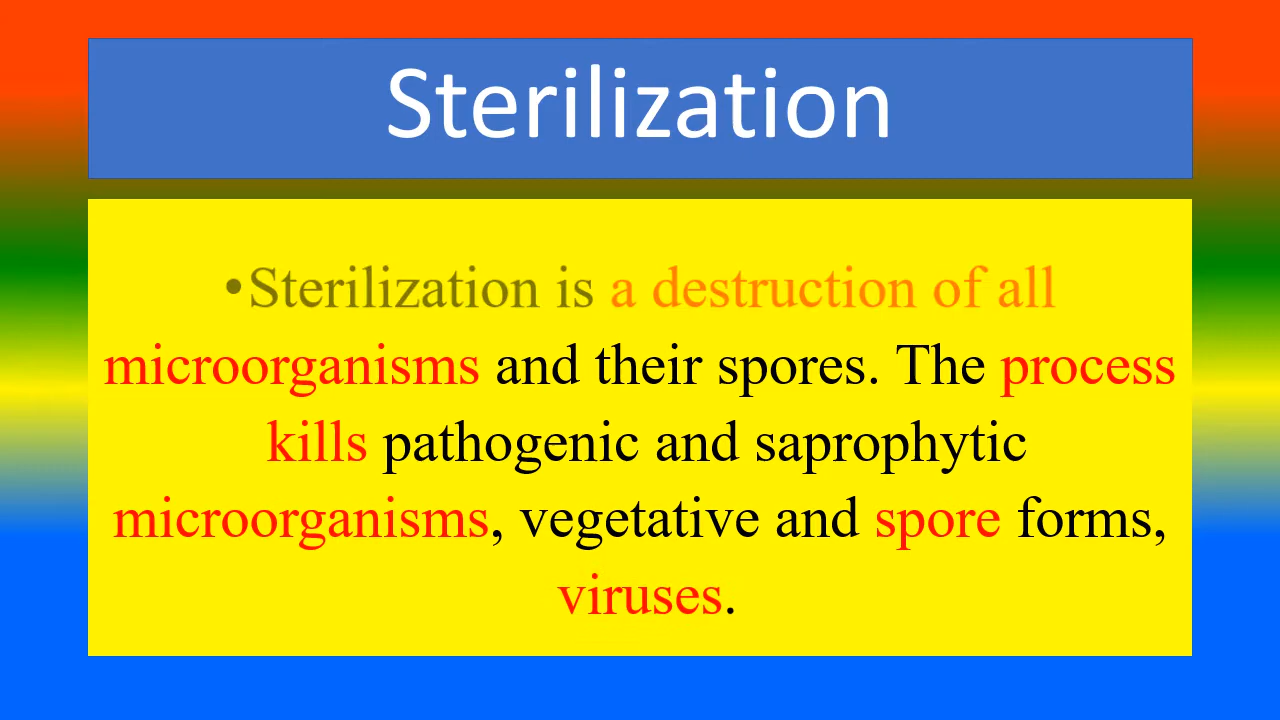 Sterilization
•Sterilization is a destruction of all
microorganisms and their spores. The process
kills pathogenic and saprophytic
microorganisms, vegetative and spore forms,
viruses.